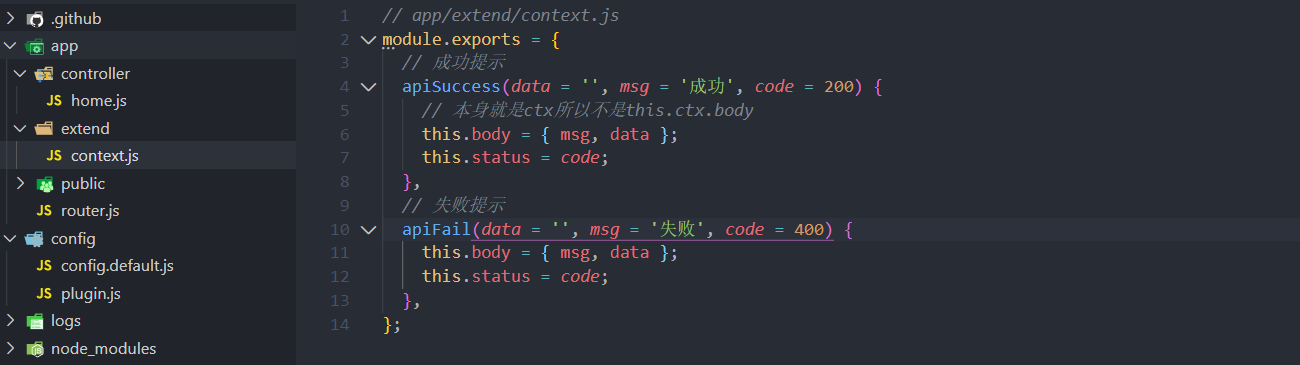 .github
app
controller
JS home.js
extend
JS context.js
public
JS router.js
config
JS config.default.js
JS plugin.js
logs
node_modules
1 // app/extend/context.js
2 module.exports = {
3 // 成功提示
4 apiSuccess(data = '', msg = '成功', code = 200) {
5 // 本身就是ctx所以不是this.ctx.body
6 this.body = { msg, data };
7 this.status = code;
8 },
9 // 失败提示
10 apiFail(data = '', msg = '失败', code = 400) {
11 this.body = { msg, data };
12 this.status = code;
13 },
14 };